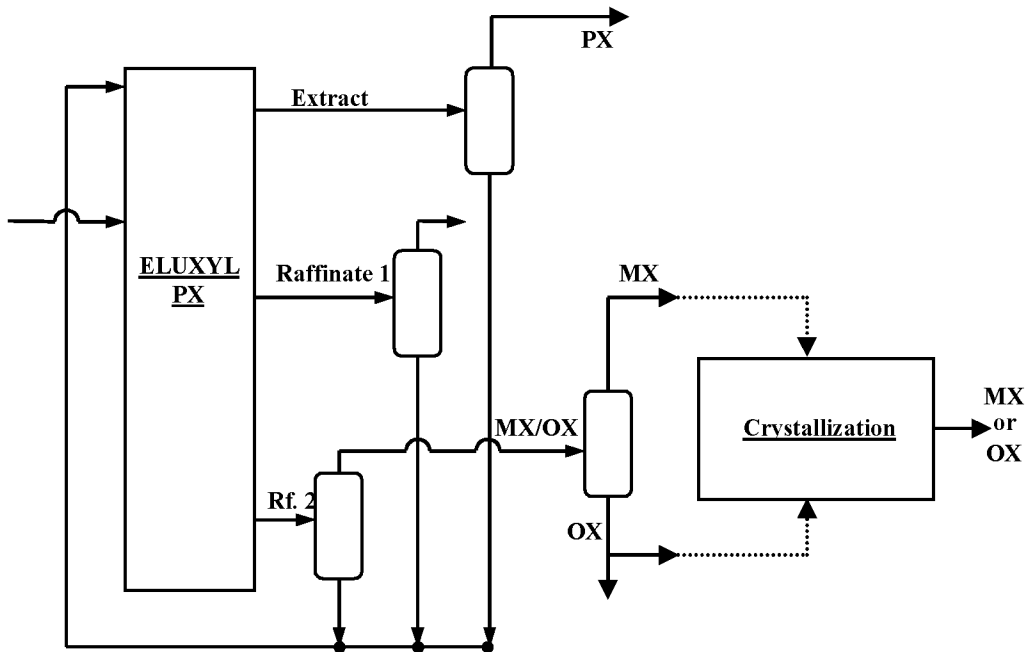 PX
Extract
ELUXYL
PX
Raffinate 1
MX
MX/OX
Crystallization
MX
or
OX
Rf. 2
OX